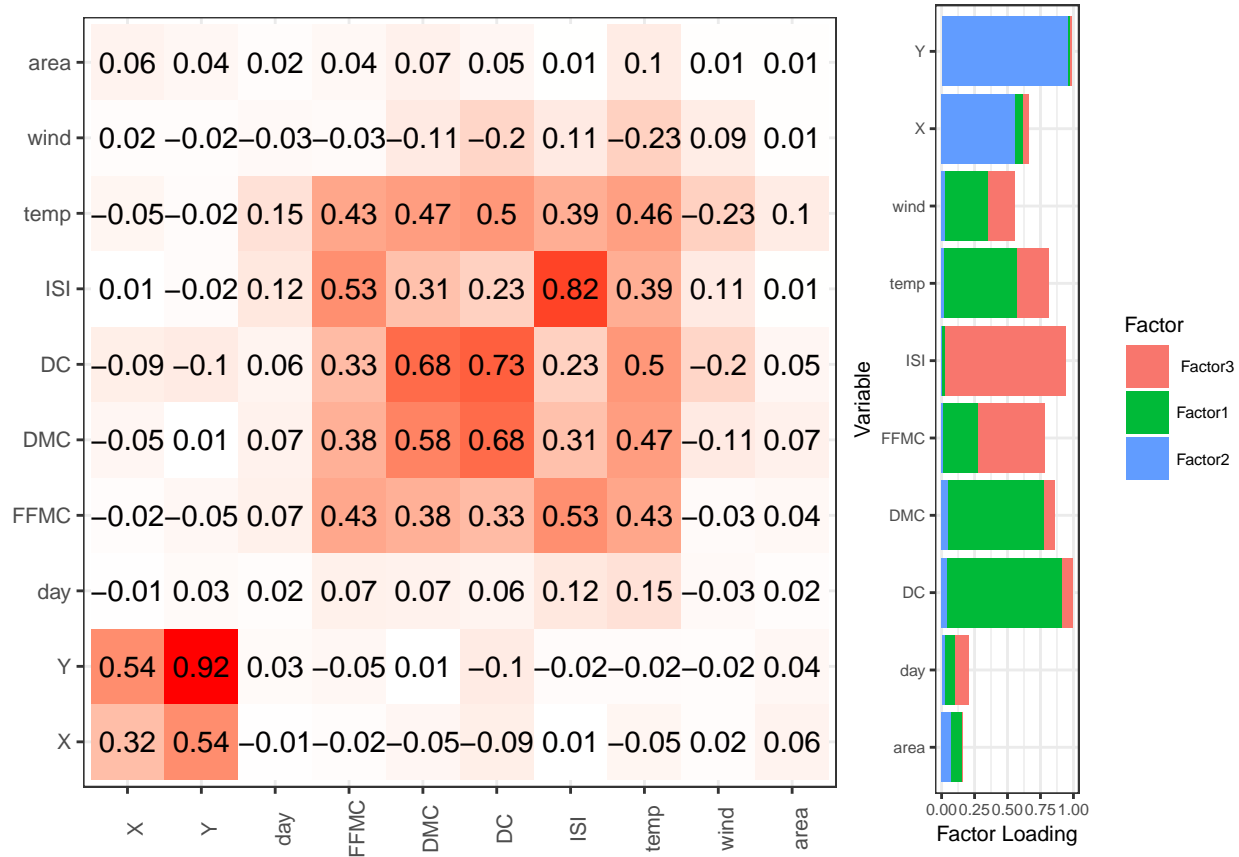 area 0.06 0.04 0.02 0.04 0.07 0.05 0.01 0.1 0.01 0.01
wind 0.02 −0.02 −0.03 −0.03 −0.11 −0.2 0.11 −0.23 0.09 0.01
temp −0.05 −0.02 0.15 0.43 0.47 0.5 0.39 0.46 −0.23 0.1
ISI 0.01 −0.02 0.12 0.53 0.31 0.23 0.82 0.39 0.11 0.01
DC −0.09 −0.1 0.06 0.33 0.68 0.73 0.23 0.5 −0.2 0.05
DMC −0.05 0.01 0.07 0.38 0.58 0.68 0.31 0.47 −0.11 0.07
FFMC −0.02 −0.05 0.07 0.43 0.38 0.33 0.53 0.43 −0.03 0.04
day −0.01 0.03 0.02 0.07 0.07 0.06 0.12 0.15 −0.03 0.02
Y 0.54 0.92 0.03 −0.05 0.01 −0.1 −0.02 −0.02 −0.02 0.04
X 0.32 0.54 −0.01 −0.02 −0.05 −0.09 0.01 −0.05 0.02 0.06
X Y day FFMC DMC DC ISI temp wind area
Variable
Y
X
wind
temp
ISI
FFMC
DMC
DC
day
area
0.00 0.25 0.50 0.75 1.00
Factor Loading
Factor
Factor3
Factor1
Factor2